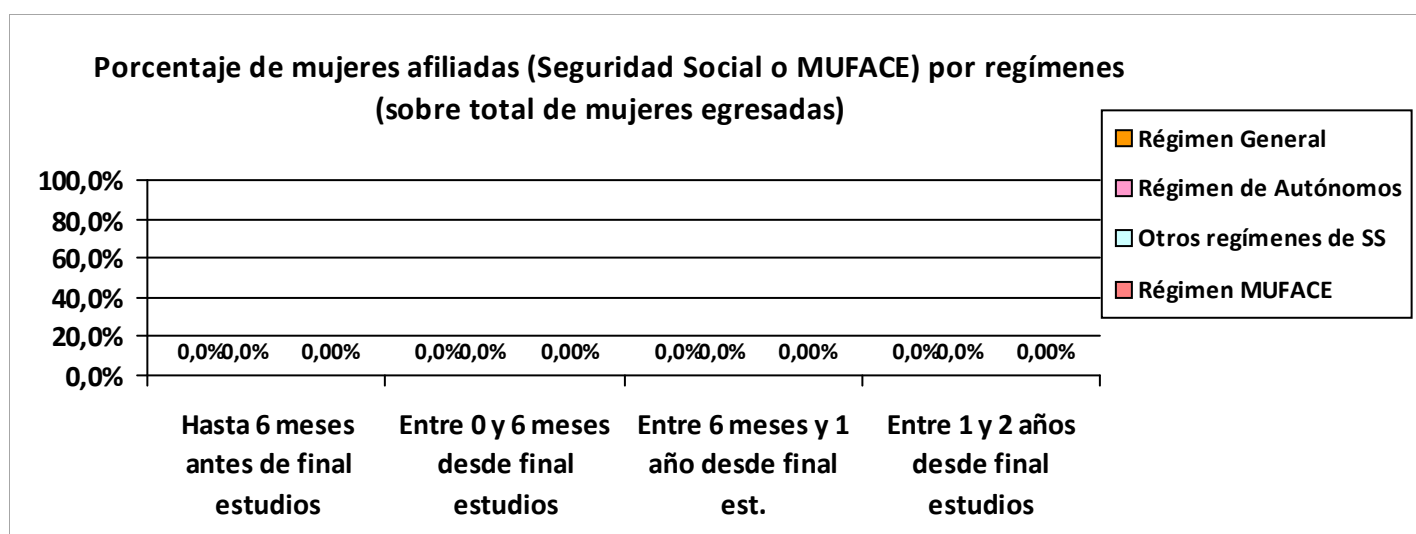 Porcentaje de mujeres afiliadas (Seguridad Social o MUFACE) por regímenes
(sobre total de mujeres egresadas)
Régimen General
Régimen de Autónomos
Otros regímenes de SS
Régimen MUFACE
100,0%
80,0%
60,0%
40,0%
20,0%
0,0%
0,0%0,0% 0,00% 0,0%0,0% 0,00% 0,0%0,0% 0,00% 0,0%0,0% 0,00%
Hasta 6 meses
antes de final
estudios
Entre 0 y 6 meses
desde final
estudios
Entre 6 meses y 1
año desde final
est.
Entre 1 y 2 años
desde final
estudios